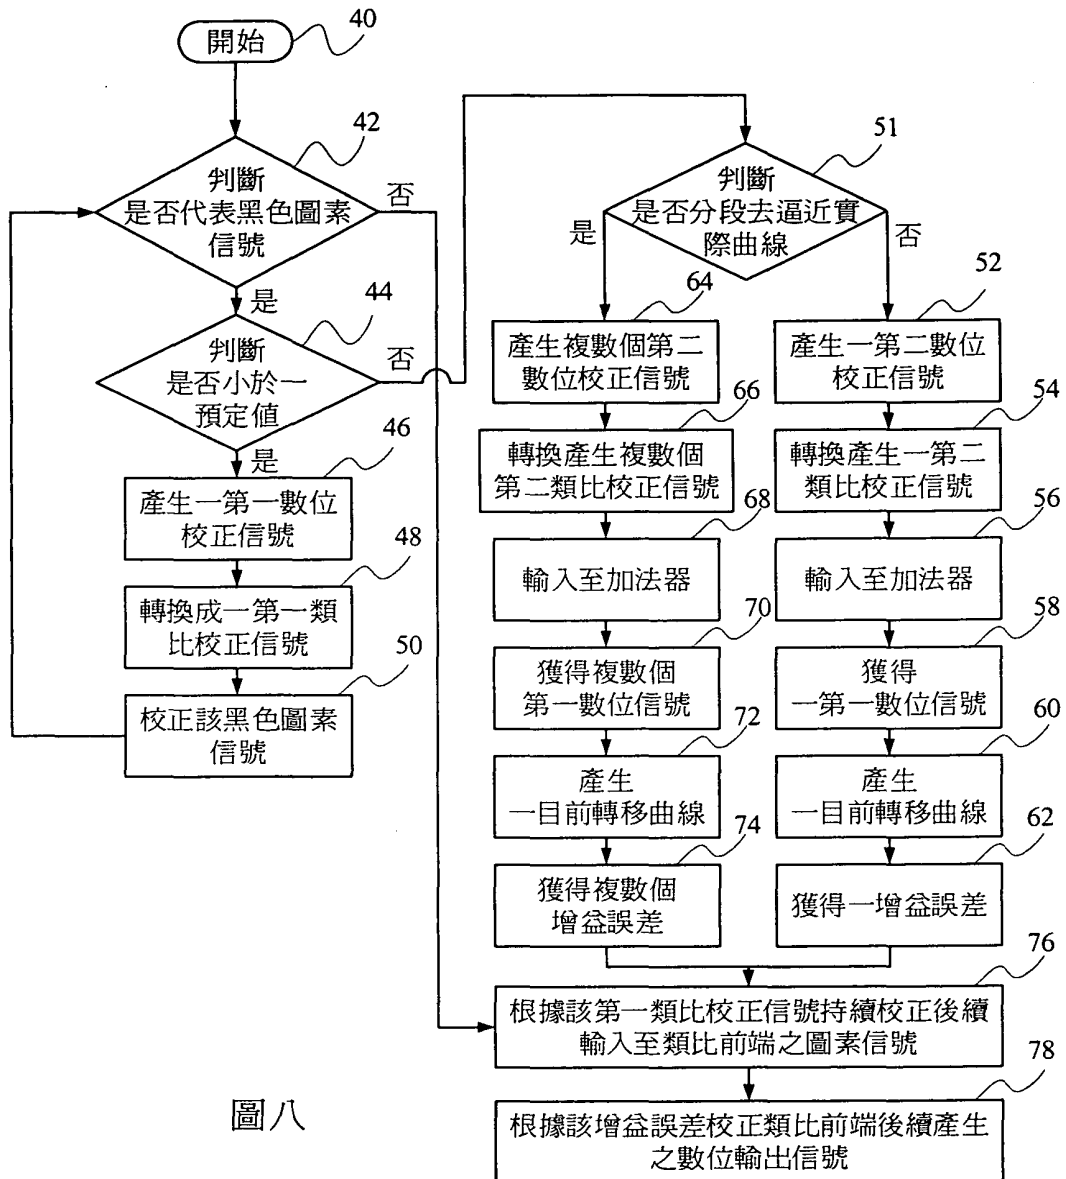 開始
40
判斷
是否代表黑色圖素
信號
42
否
是
判斷
是否小於一
預定值
44
否
是
產生一第一數位
校正信號
46
轉換成一第一類
比校正信號
48
校正該黑色圖素
信號
50
判斷
是否分段去逼近實
際曲線
51
是
否
產生複數個第二
數位校正信號
64
轉換產生複數個
第二類比校正信號
66
輸入至加法器
68
獲得複數個
第一數位信號
70
產生
一目前轉移曲線
72
獲得複數個
增益誤差
74
產生一第二數位
校正信號
52
轉換產生一第二
類比校正信號
54
輸入至加法器
56
獲得
一第一數位信號
58
產生
一目前轉移曲線
60
獲得一增益誤差
62
根據該第一類比校正信號持續校正後續
輸入至類比前端之圖素信號
76
根據該增益誤差校正類比前端後續產生
之數位輸出信號
78
圖八